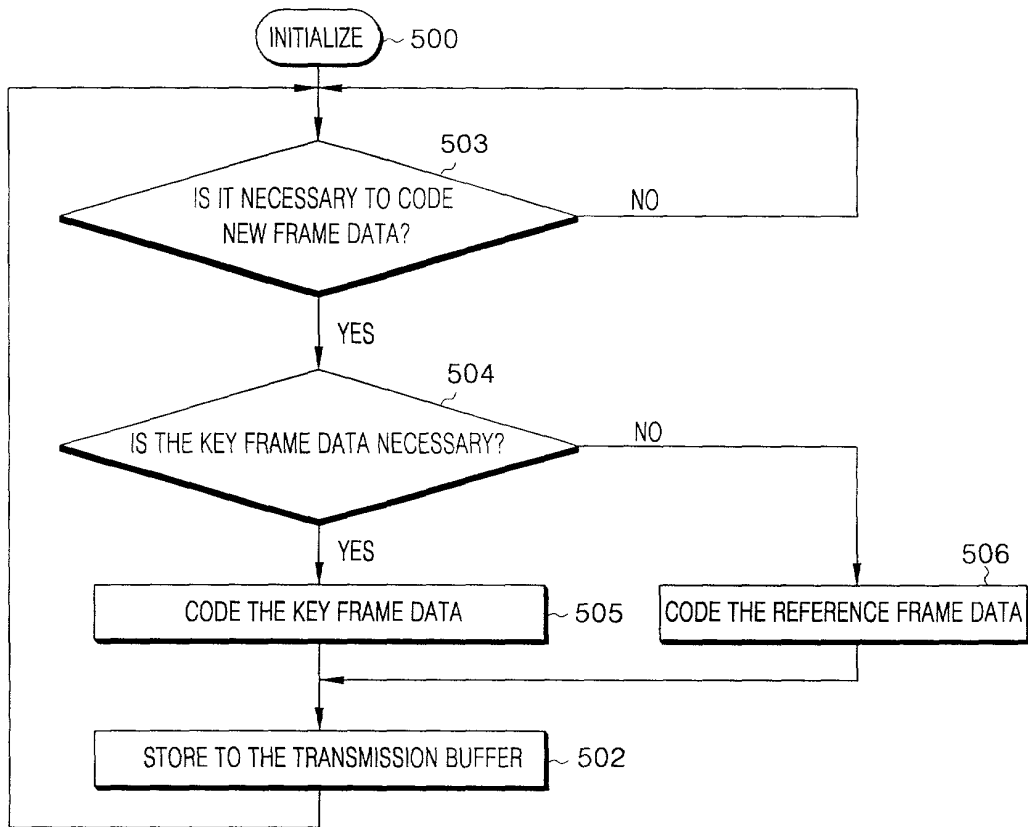 INITIALIZE
500
503
IS IT NECESSARY TO CODE
NEW FRAME DATA?
NO
YES
504
IS THE KEY FRAME DATA NECESSARY?
NO
YES
506
CODE THE KEY FRAME DATA
505
CODE THE REFERENCE FRAME DATA
STORE TO THE TRANSMISSION BUFFER
502